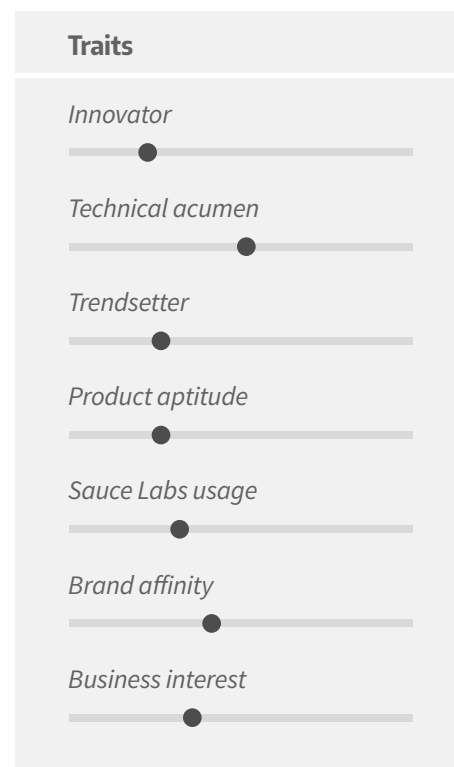 Traits
Innovator
Technical acumen
Trendsetter
Product aptitude
Sauce Labs usage
Brand affinity
Business interest